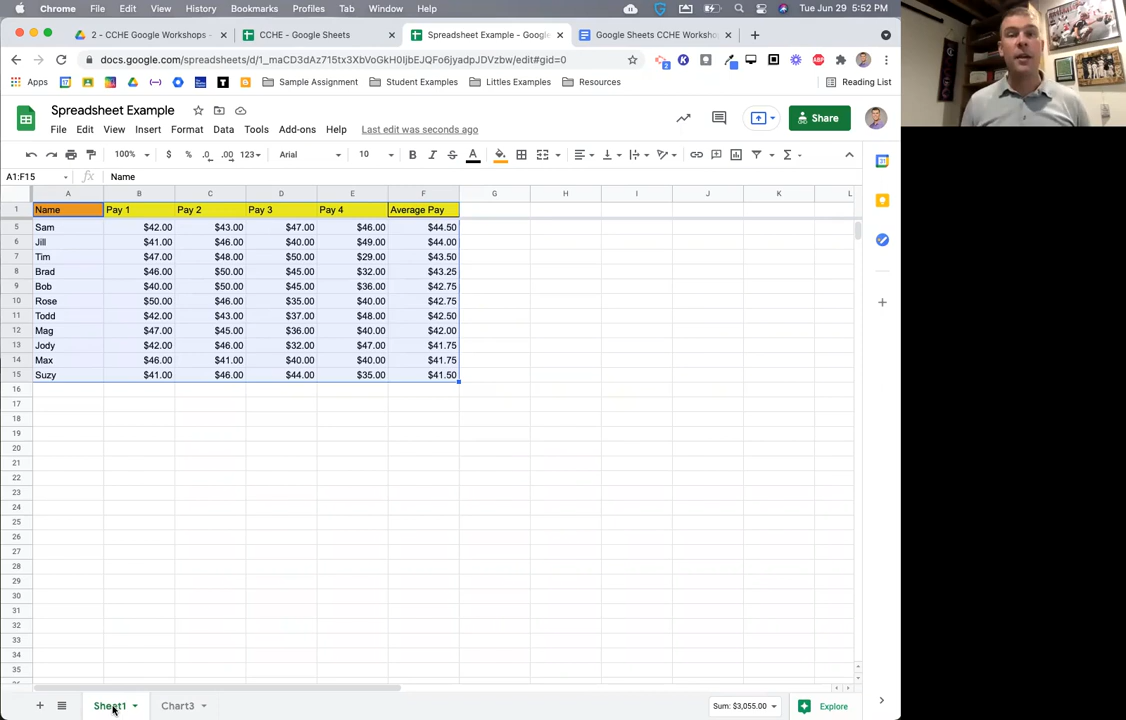 Chrome File Edit View History Bookmarks Profiles Tab Window Help Tue Jun 29 5:52 PM
2 - CCHE Google Workshops - CCHE - Google Sheets Spreadsheet Example - Google Google Sheets CCHE Worksho
docs.google.com/spreadsheets/d/1_maCD3dAz715tx3XbVoGkH0IjbEJQFo6jyadpJDVzbw/edit#gid=0
Apps Sample Assignment Student Examples Littles Examples Resources Reading List
Spreadsheet Example
File Edit View Insert Format Data Tools Add-ons Help Last edit was seconds ago
Share
100% $ % .0 .00 123 Arial 10 B I S A
A1:F15 fx Name
A B C D E F G H I J K L
1 Name Pay 1 Pay 2 Pay 3 Pay 4 Average Pay
5 Sam $42.00 $43.00 $47.00 $46.00 $44.50
6 Jill $41.00 $46.00 $40.00 $49.00 $44.00
7 Tim $47.00 $48.00 $50.00 $29.00 $43.50
8 Brad $46.00 $50.00 $45.00 $32.00 $43.25
9 Bob $40.00 $50.00 $45.00 $36.00 $42.75
10 Rose $50.00 $46.00 $35.00 $40.00 $42.75
11 Todd $42.00 $43.00 $37.00 $48.00 $42.50
12 Mag $47.00 $45.00 $36.00 $40.00 $42.00
13 Jody $42.00 $46.00 $32.00 $47.00 $41.75
14 Max $46.00 $41.00 $40.00 $40.00 $41.75
15 Suzy $41.00 $46.00 $44.00 $35.00 $41.50
16
17
18
19
20
21
22
23
24
25
26
27
28
29
30
31
32
33
34
35
Sheet1 Chart3 Sum: $3,055.00 Explore